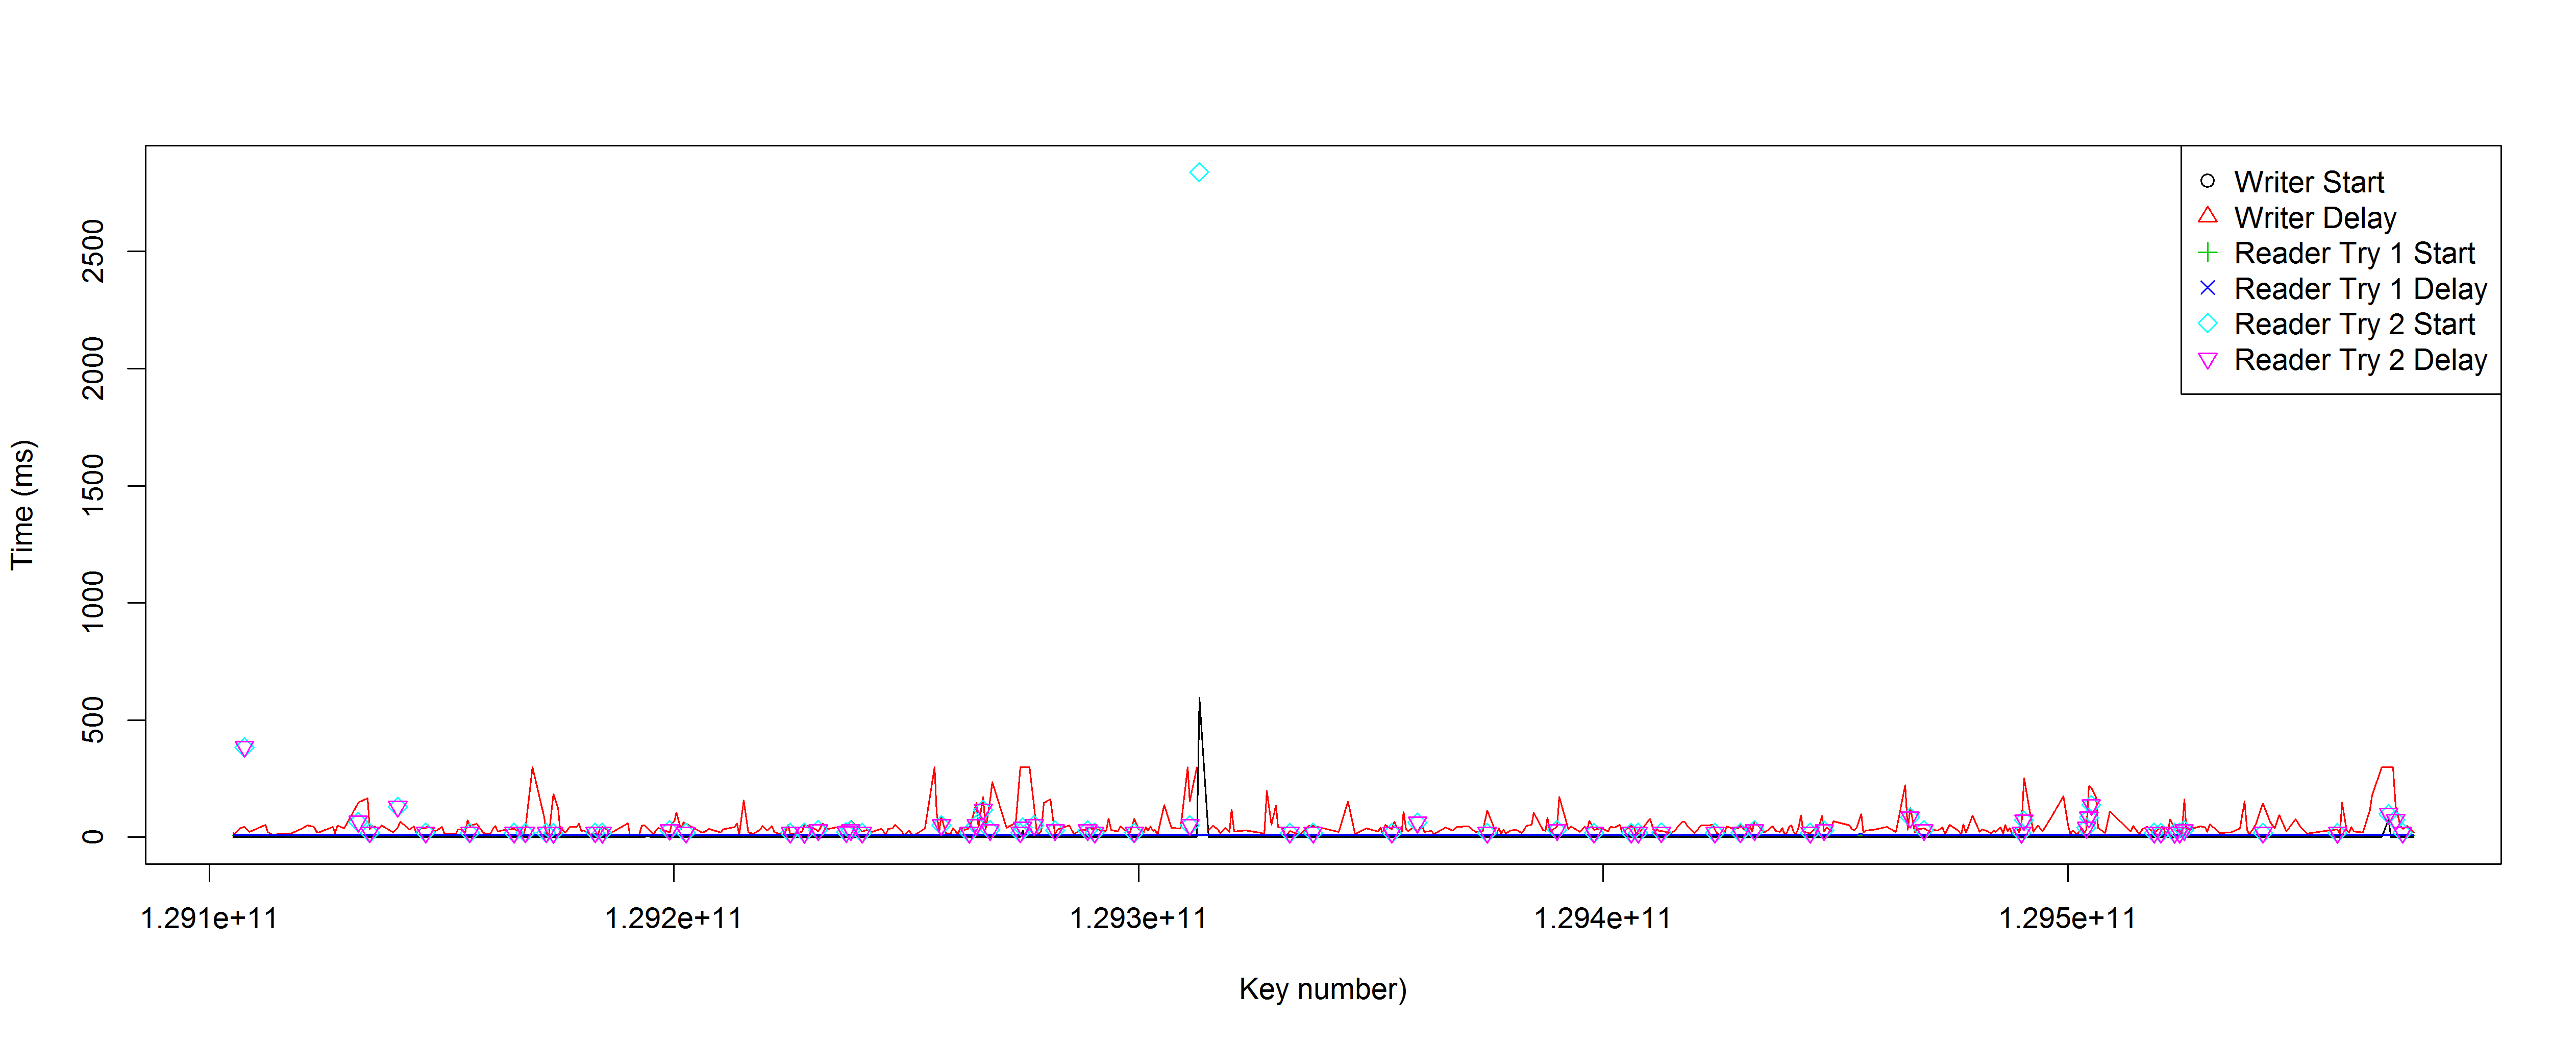 Writer Start
Writer Delay
Reader Try 1 Start
Reader Try 1 Delay
Reader Try 2 Start
Reader Try 2 Delay
Time (ms)
2500
2000
1500
1000
500
0
1.291e+11 1.292e+11 1.293e+11 1.294e+11 1.295e+11
Key number)